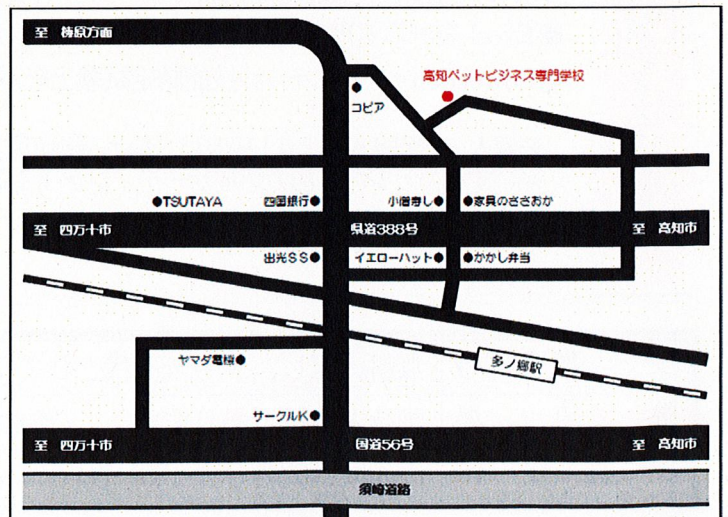 至 梼原方面
高知ペットビジネス専門学校
コピア
TSUTAYA
四国銀行
小僧寿し
家具のささおか
至 四万十市
県道388号
至 高知市
出光SS
イエローハット
かかし弁当
多ノ郷駅
ヤマダ電機
サークルK
至 四万十市
国道56号
至 高知市
須崎道路